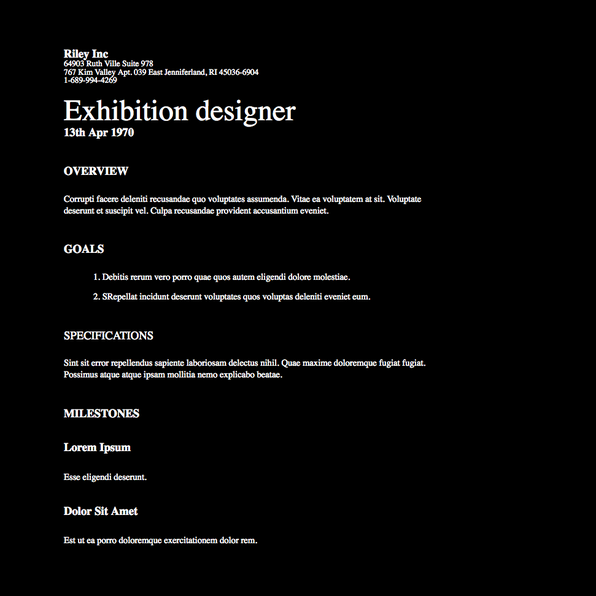 Riley Inc
64903 Ruth Ville Suite 978
767 Kim Valley Apt. 039 East Jenniferland, RI 45036-6904
1-689-994-4269
Exhibition designer
13th Apr 1970
OVERVIEW
Corrupti facere deleniti recusandae quo voluptates assumenda. Vitae ea voluptatem at sit. Voluptate
deserunt et suscipit vel. Culpa recusandae provident accusantium eveniet.
GOALS
1. Debitis rerum vero porro quae quos autem eligendi dolore molestiae.
2. SRepellat incidunt deserunt voluptates quos voluptas deleniti eveniet eum.
SPECIFICATIONS
Sint sit error repellendus sapiente laboriosam delectus nihil. Quae maxime doloremque fugiat fugiat.
Possimus atque atque ipsam mollitia nemo explicabo beatae.
MILESTONES
Lorem Ipsum
Esse eligendi deserunt.
Dolor Sit Amet
Est ut ea porro doloremque exercitationem dolor rem.